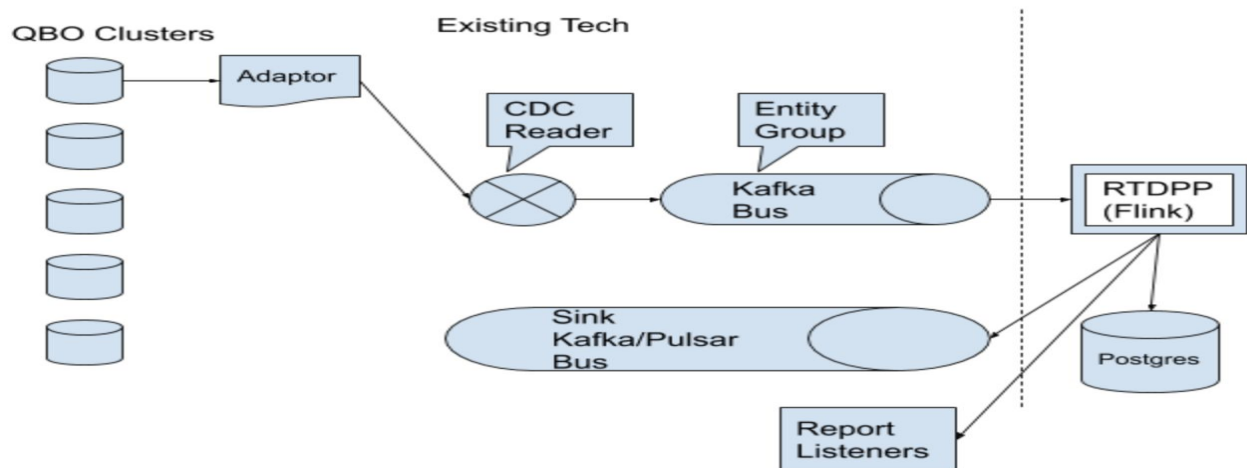 QBO Clusters
Existing Tech
Adaptor
CDC
Reader
Entity
Group
Kafka
Bus
RTDPP
(Flink)
Sink
Kafka/Pulsar
Bus
Postgres
Report
Listeners